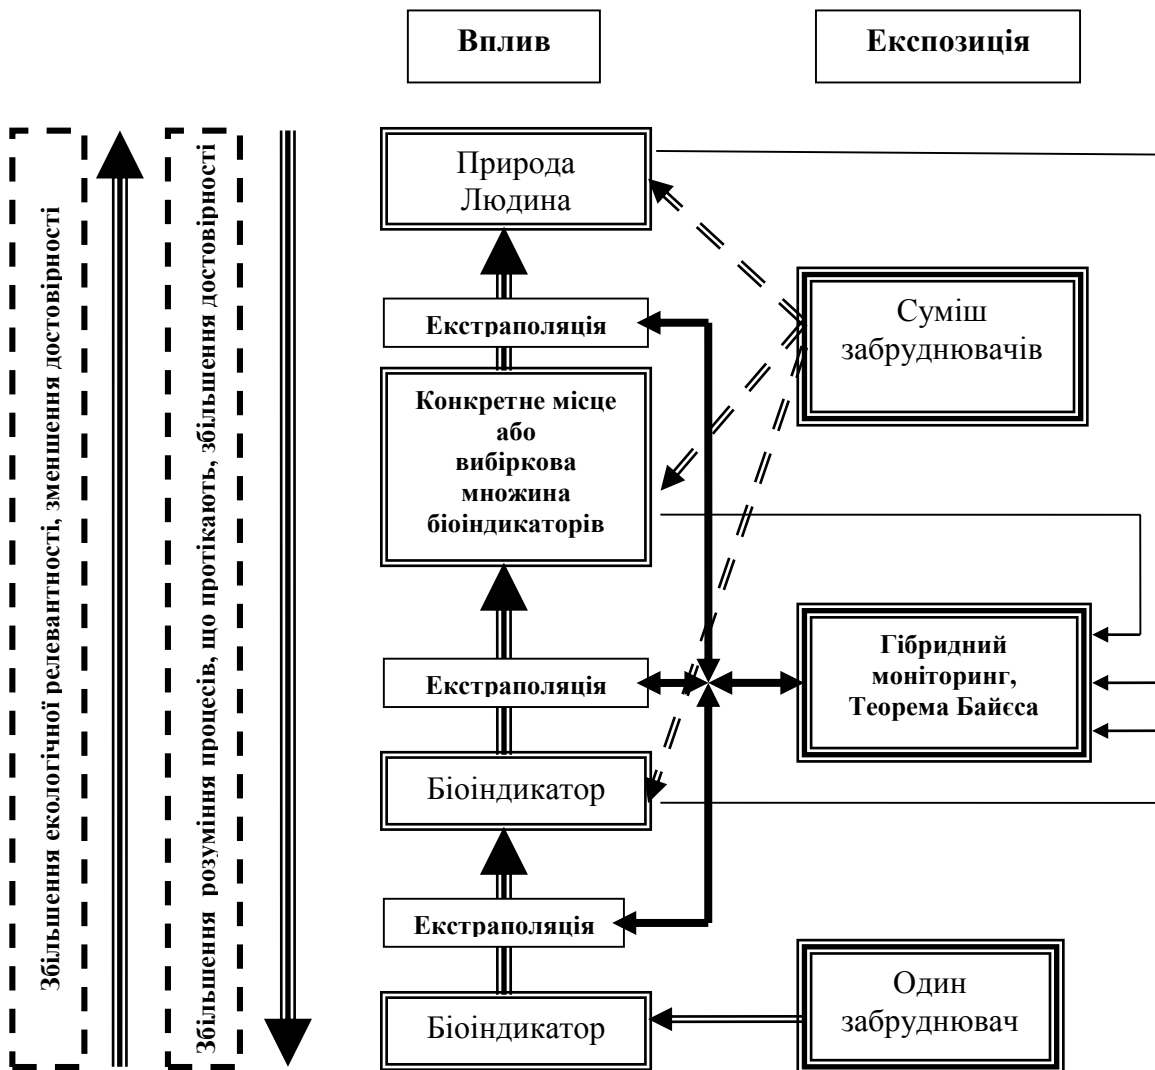 Вплив
Експозиція
Збільшення екологічної релевантності, зменшення достовірності
Збільшення розуміння процесів, що протікають, збільшення достовірності
Природа
Людина
Екстраполяція
Суміш
забруднювачів
Конкретне місце
або
вибіркова
множина
біоіндикаторів
Екстраполяція
Гібридний
моніторинг,
Теорема Байєса
Біоіндикатор
Екстраполяція
Біоіндикатор
Один
забруднювач